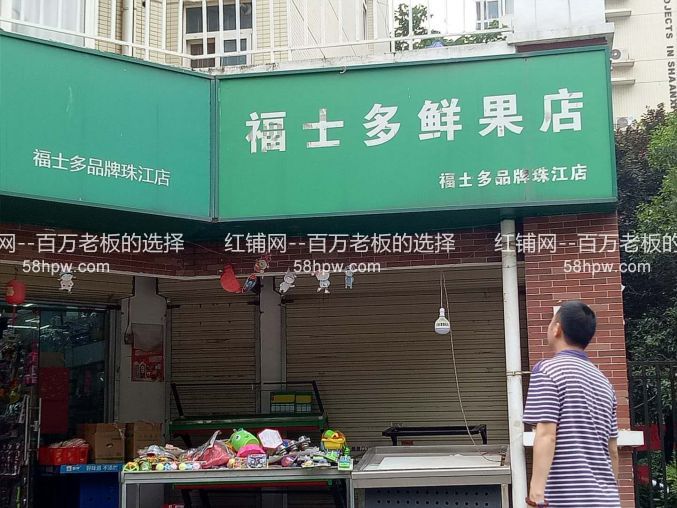 福士多鲜果店
福士多品牌珠江店
福士多品牌珠江店
网--百万老板的选择
58hpw.com
红铺网--百万老板的选择
58hpw.com
红铺网--百万老板的
58hpw.com
OJECTS IN SHAANX